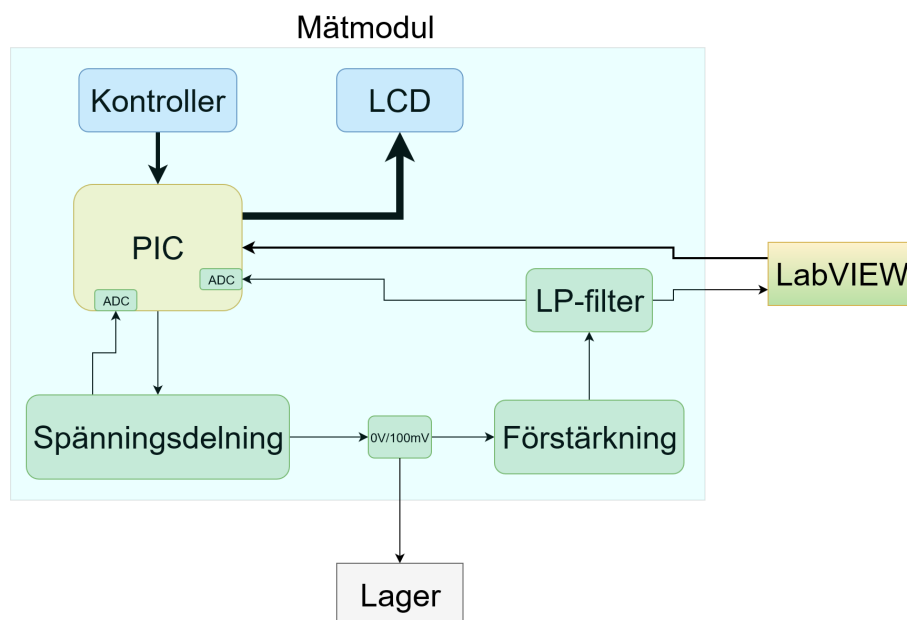 Mätmodul
Kontroller
LCD
PIC
ADC
ADC
LP-filter
LabVIEW
Spänningsdelning
0V/100mV
Förstärkning
Lager